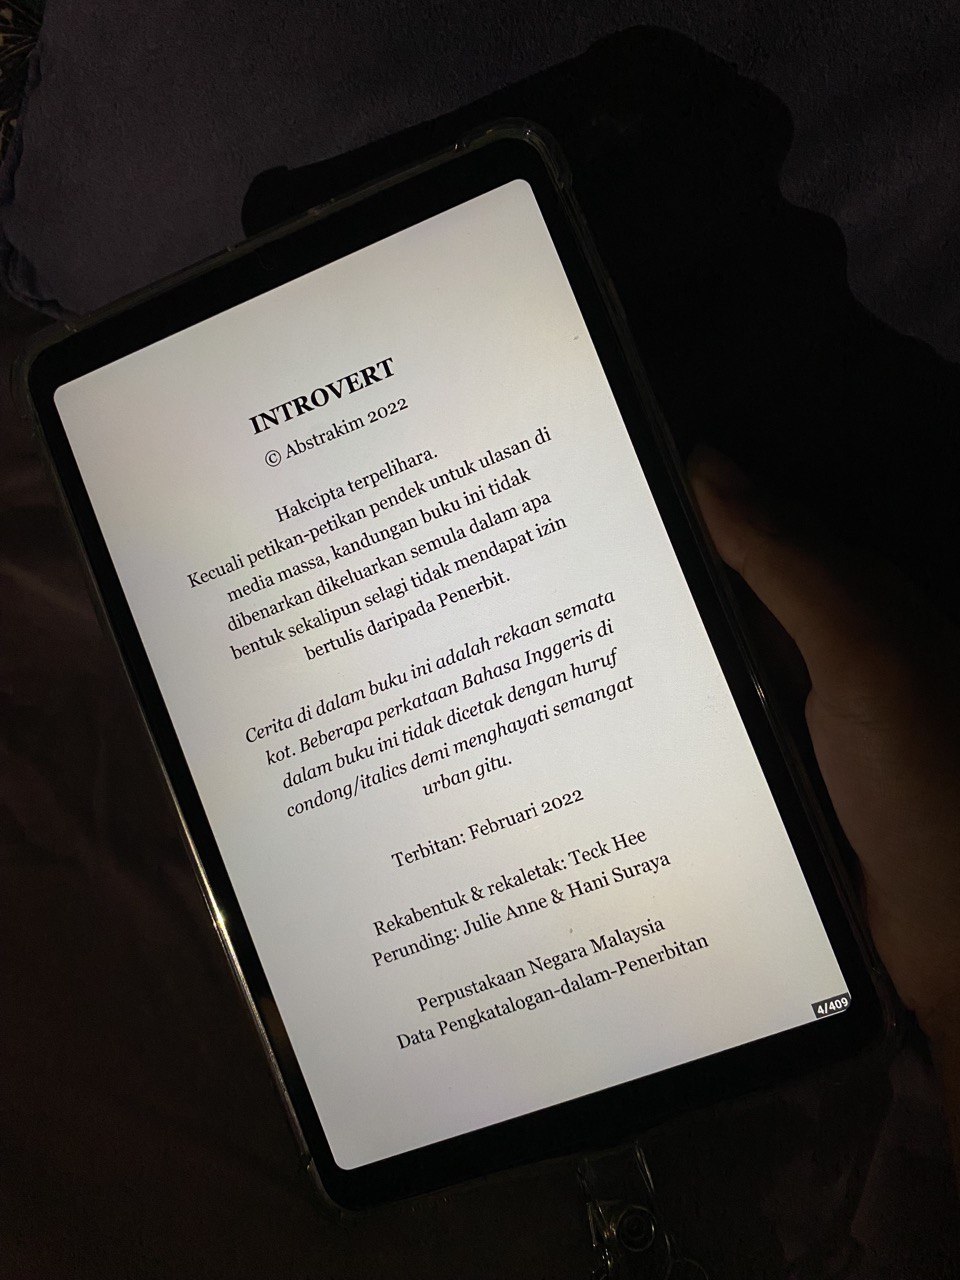 INTROVERT
© Abstrakim 2022
Hakcipta terpelihara.
Kecuali petikan-petikan pendek untuk ulasan di
media massa, kandungan buku ini tidak
dibenarkan dikeluarkan semula dalam apa
bentuk sekalipun selagi tidak mendapat izin
bertulis daripada Penerbit.
Cerita di dalam buku ini adalah rekaan semata
kot. Beberapa perkataan Bahasa Inggeris di
dalam buku ini tidak dicetak dengan huruf
condong/italics demi menghayati semangat
urban gitu.
Terbitan: Februari 2022
Rekabentuk & rekaletak: Teck Hee
Perunding: Julie Anne & Hani Suraya
Perpustakaan Negara Malaysia
Data Pengkatalogan-dalam-Penerbitan
4/409